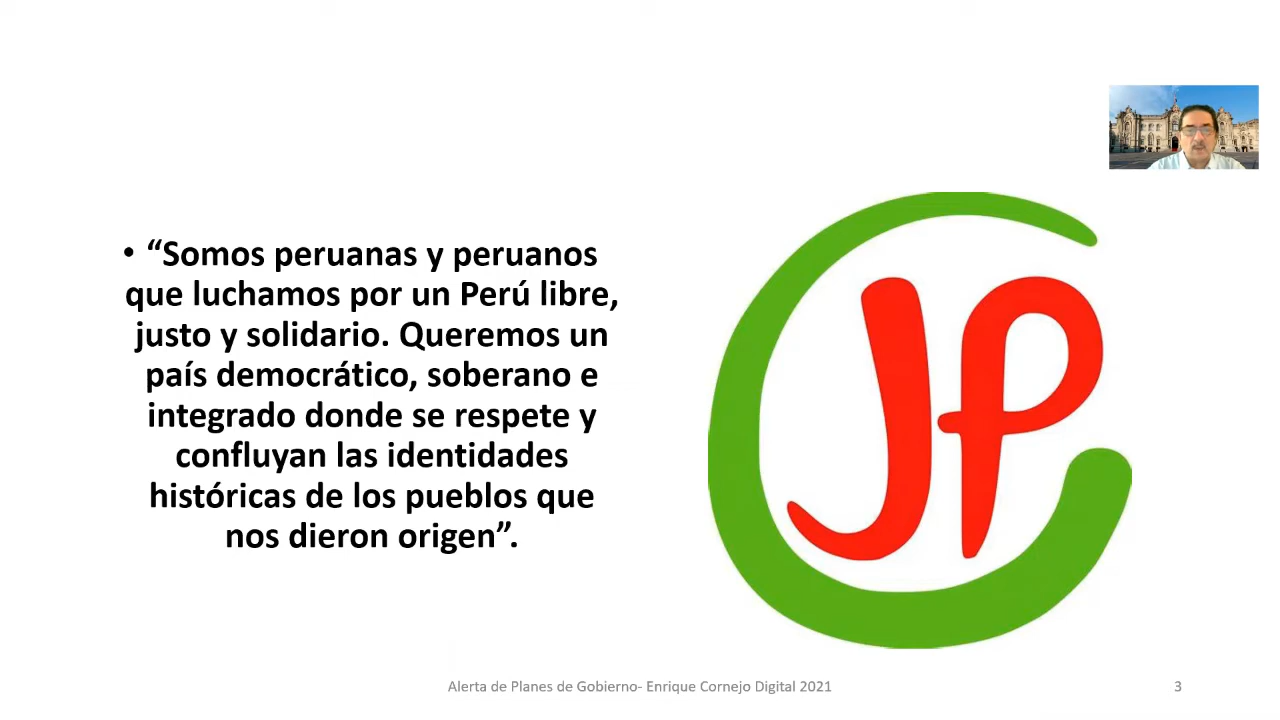 • “Somos peruanas y peruanos
que luchamos por un Perú libre,
justo y solidario. Queremos un
país democrático, soberano e
integrado donde se respete y
confluyan las identidades
históricas de los pueblos que
nos dieron origen”.
JP
Alerta de Planes de Gobierno- Enrique Cornejo Digital 2021
3